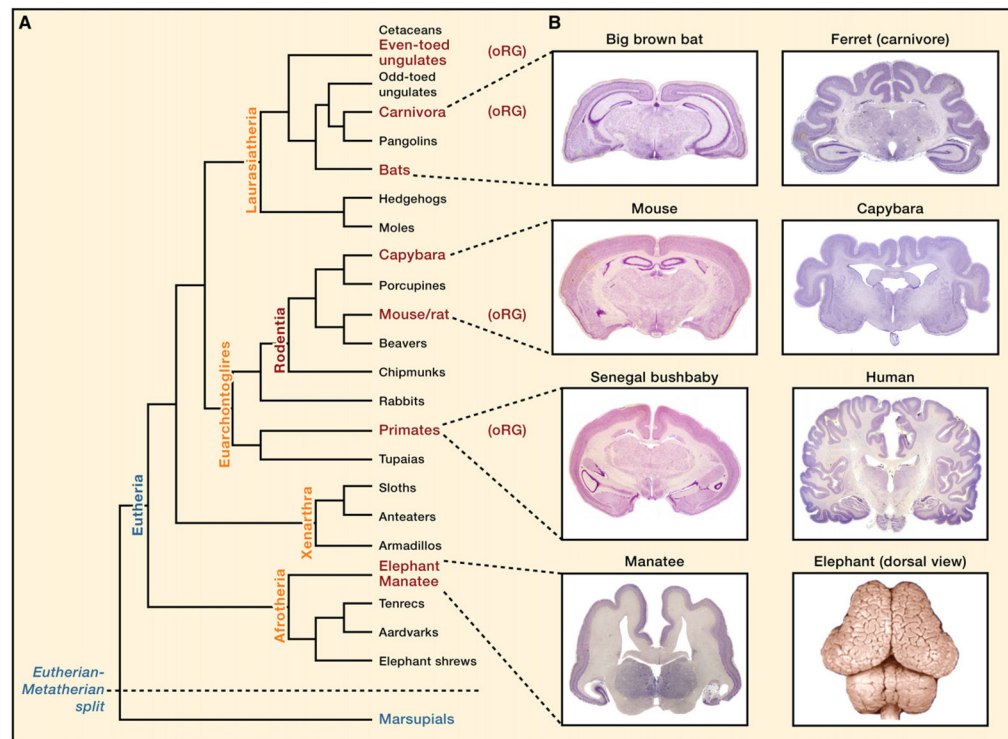 A
Cetaceans
Even-toed
ungulates
(oRG)
Odd-toed
ungulates
Carnivora
(oRG)
Pangolins
Bats
Hedgehogs
Moles
Capybara
Porcupines
Mouse/rat
(oRG)
Beavers
Chipmunks
Rabbits
Primates
(oRG)
Tupaias
Sloths
Anteaters
Armadillos
Elephant
Manatee
Tenrecs
Aardvarks
Elephant shrews
Marsupials
Laurasiatheria
Rodentia
Euarchontoglires
Eutheria
Xenarthra
Afrotheria
Eutherian-
Metatherian
split
B
Big brown bat
Ferret (carnivore)
Mouse
Capybara
Senegal bushbaby
Human
Manatee
Elephant (dorsal view)